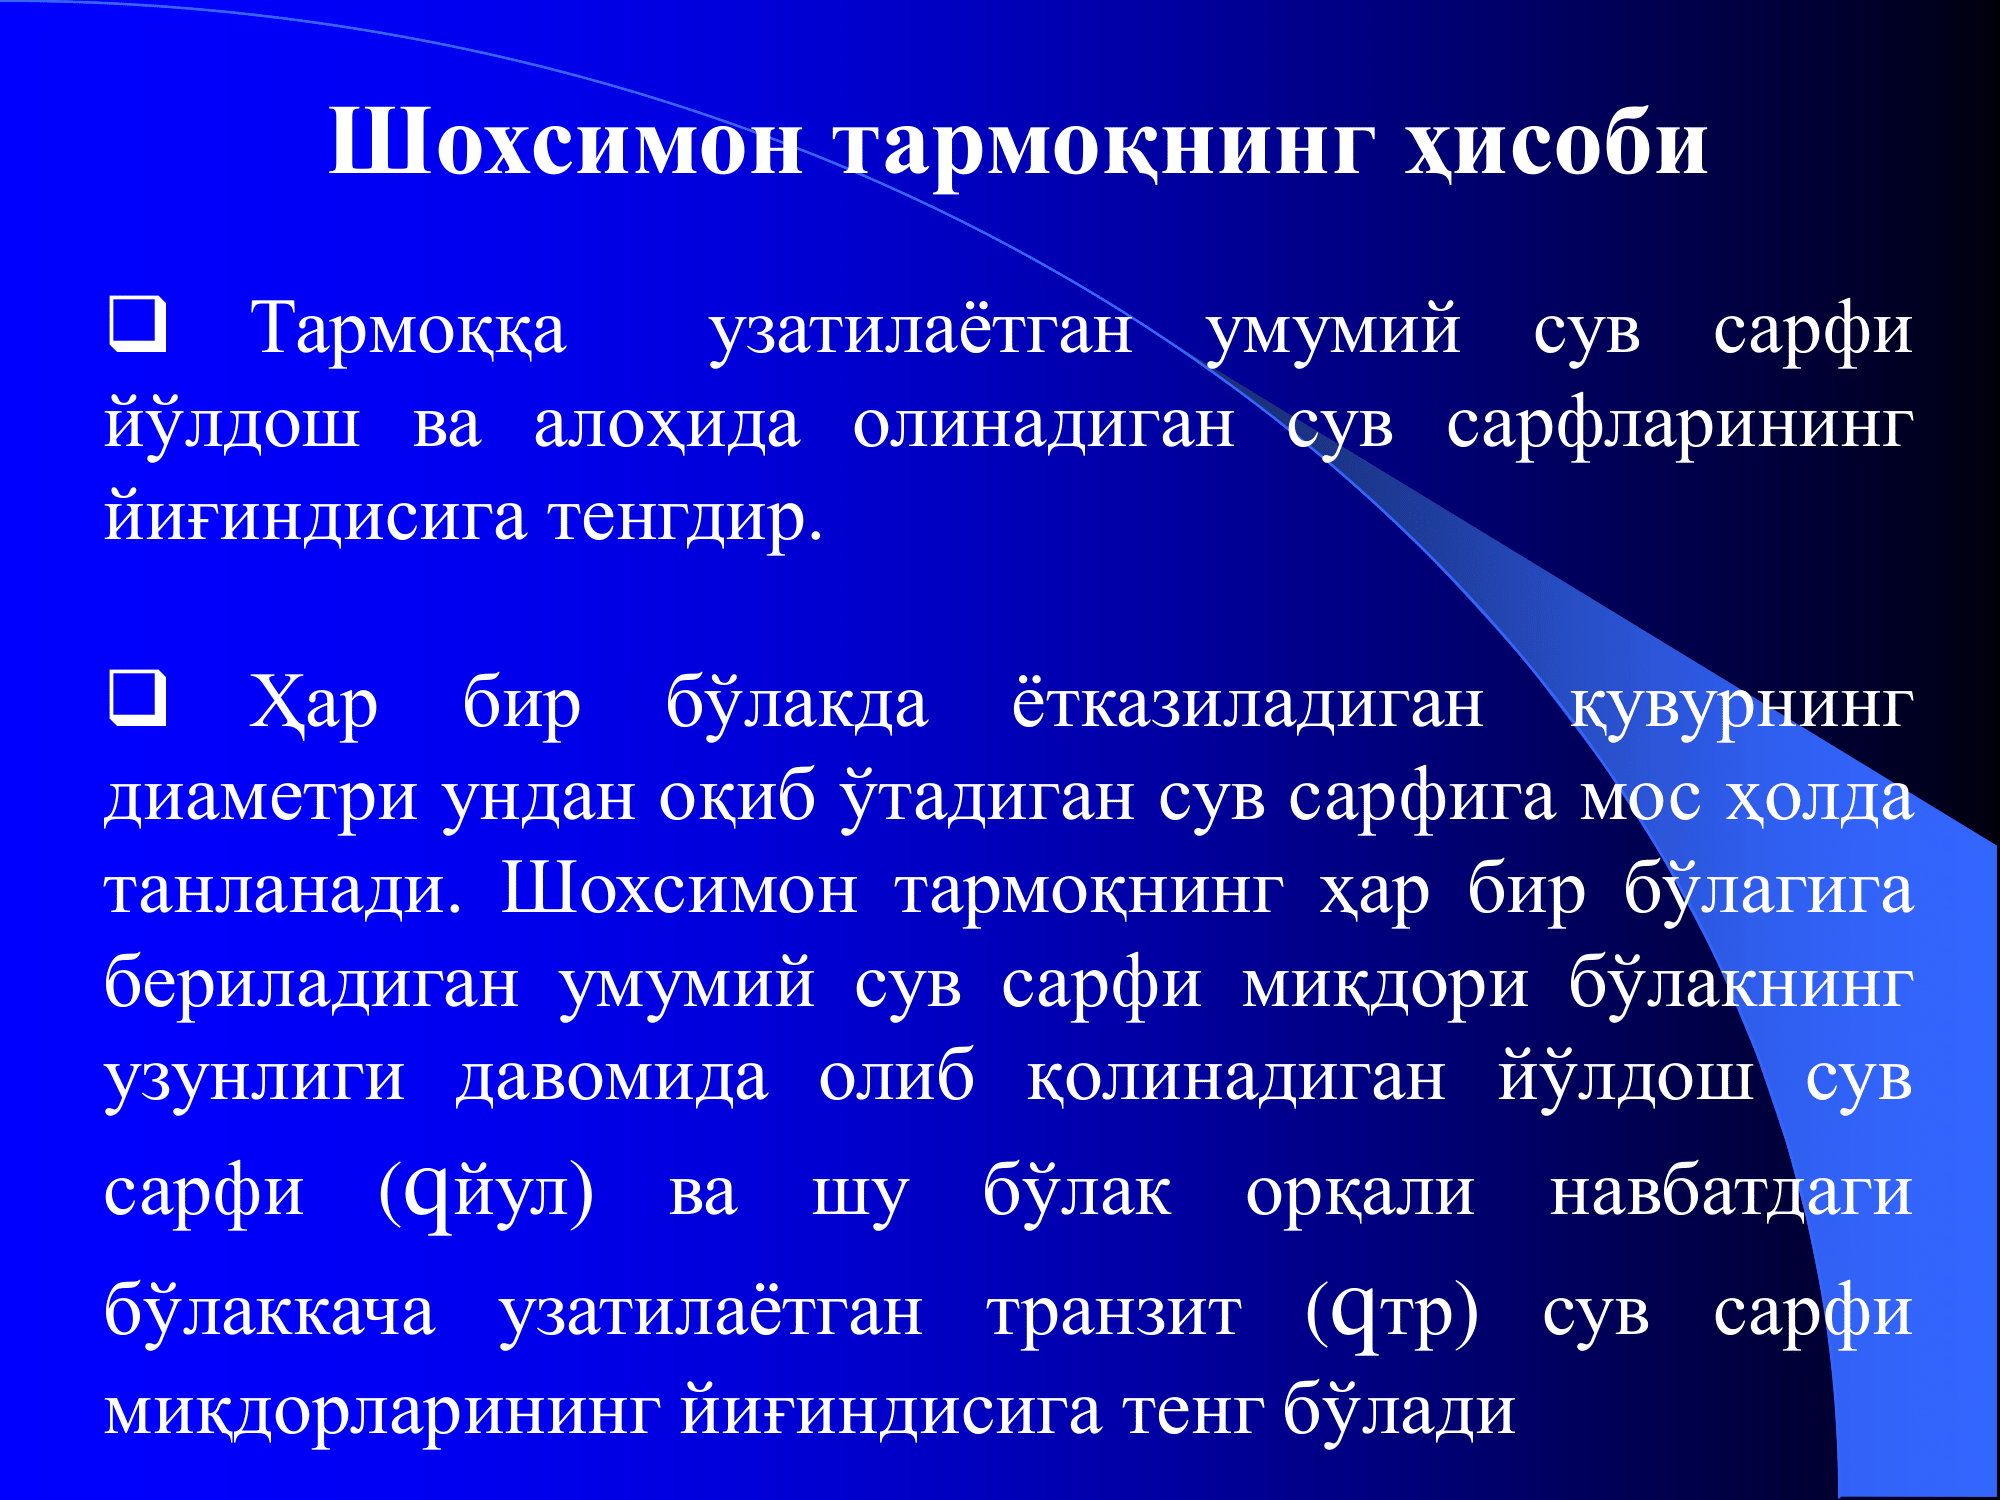 Шохсимон тармоқнинг ҳисоби
❑ Тармоққа узатилаётган умумий сув сарфи
йўлдош ва алоҳида олинадиган сув сарфларининг
йиғиндисига тенгдир.
❑ Ҳар бир бўлакда ётказиладиган қувурнинг
диаметри ундан оқиб ўтадиган сув сарфига мос ҳолда
танланади. Шохсимон тармоқнинг ҳар бир бўлагига
бериладиган умумий сув сарфи миқдори бўлакнинг
узунлиги давомида олиб қолинадиган йўлдош сув
сарфи (qйул) ва шу бўлак орқали навбатдаги
бўлаккача узатилаётган транзит (qтр) сув сарфи
миқдорларининг йиғиндисига тенг бўлади